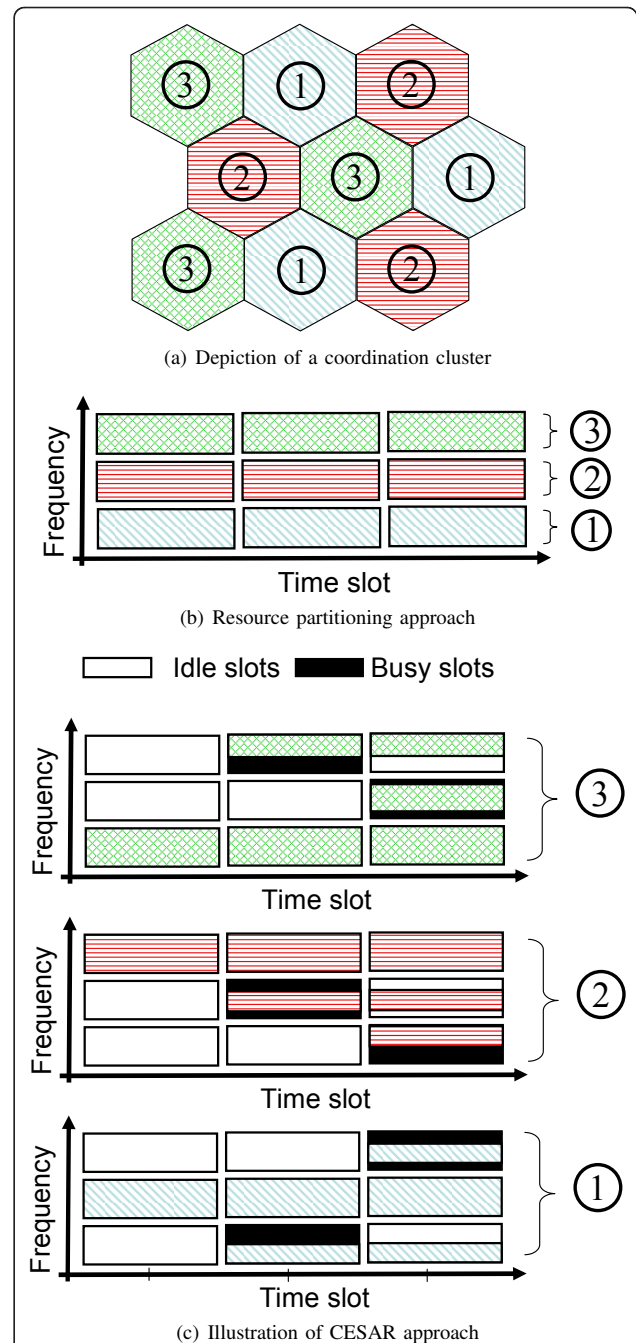 3 1 2
2 3 1
3 1 2
(a) Depiction of a coordination cluster
Frequency
3
2
1
Time slot
(b) Resource partitioning approach
Idle slots Busy slots
Frequency
3
Time slot
Frequency
2
Time slot
Frequency
1
Time slot
(c) Illustration of CESAR approach